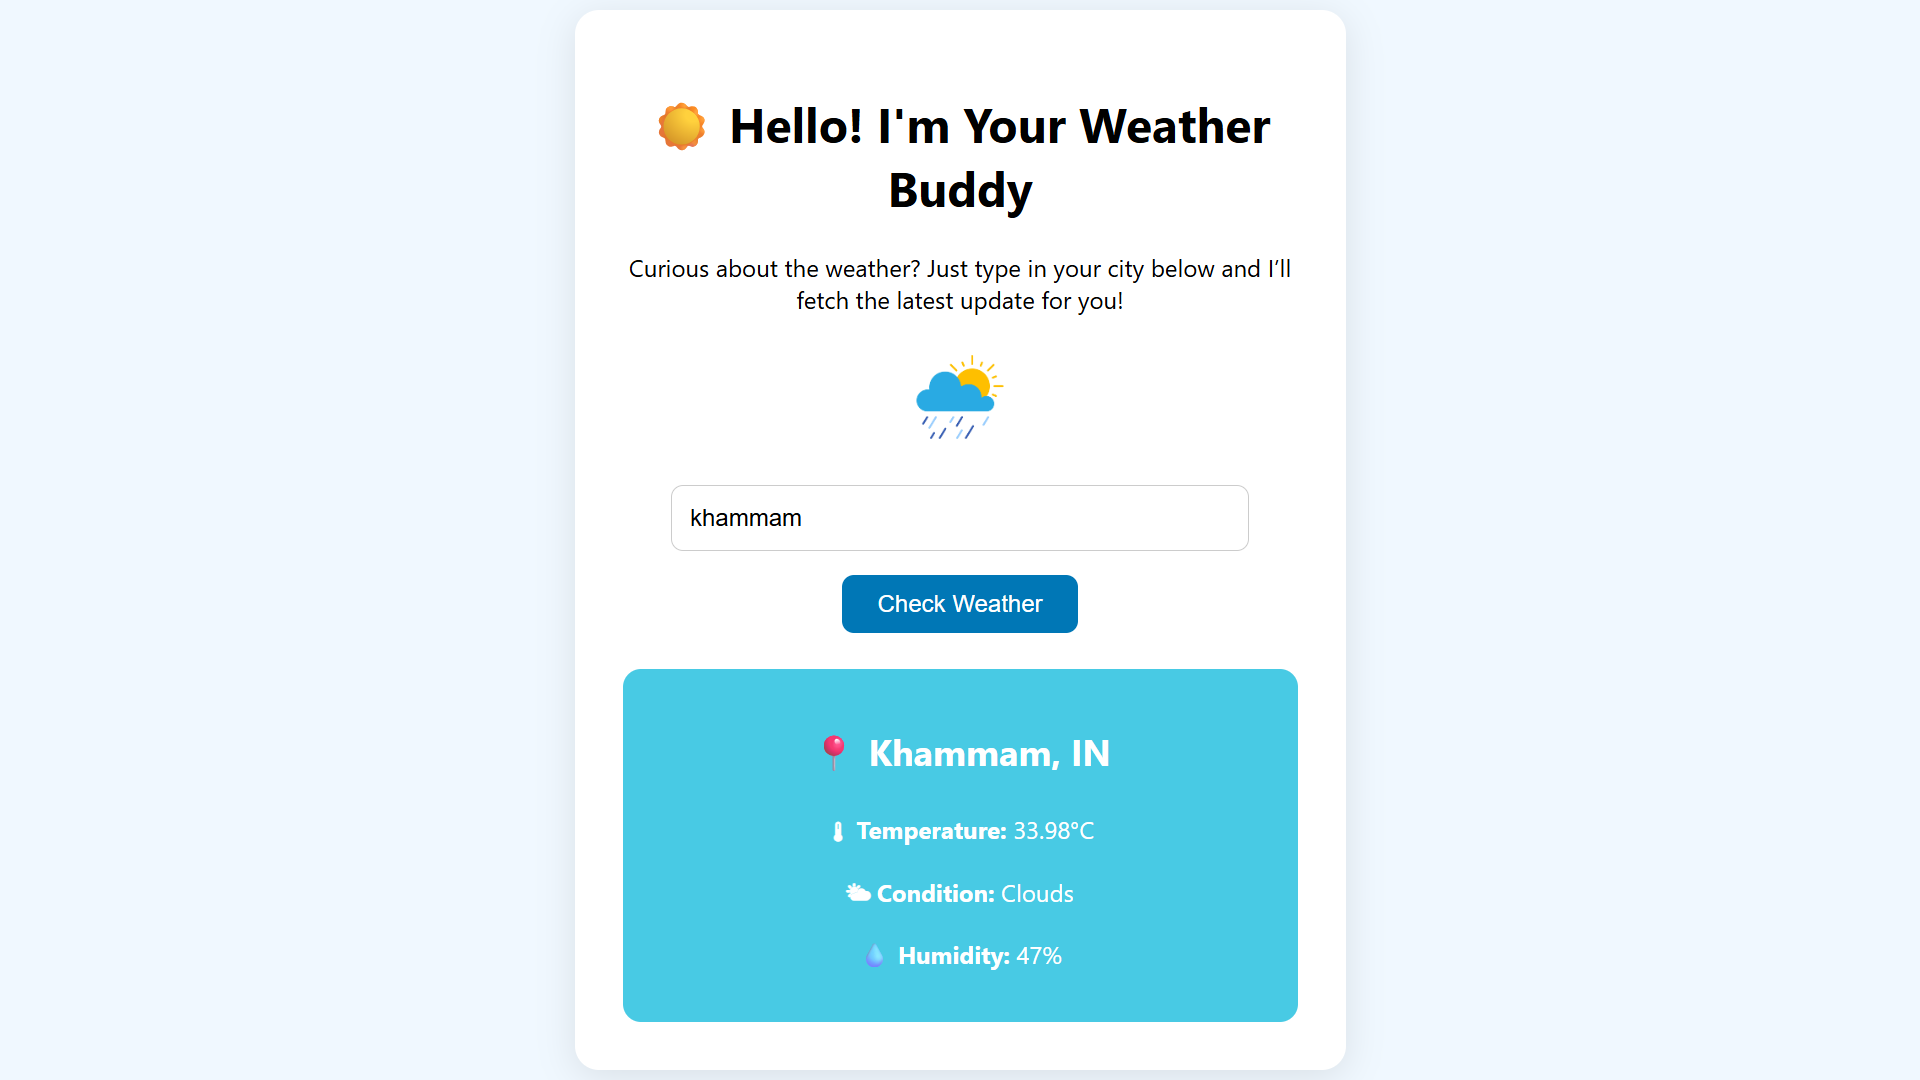 Hello! I'm Your Weather
Buddy
Curious about the weather? Just type in your city below and I’ll
fetch the latest update for you!
khammam
Check Weather
Khammam, IN
Temperature: 33.98°C
Condition: Clouds
Humidity: 47%